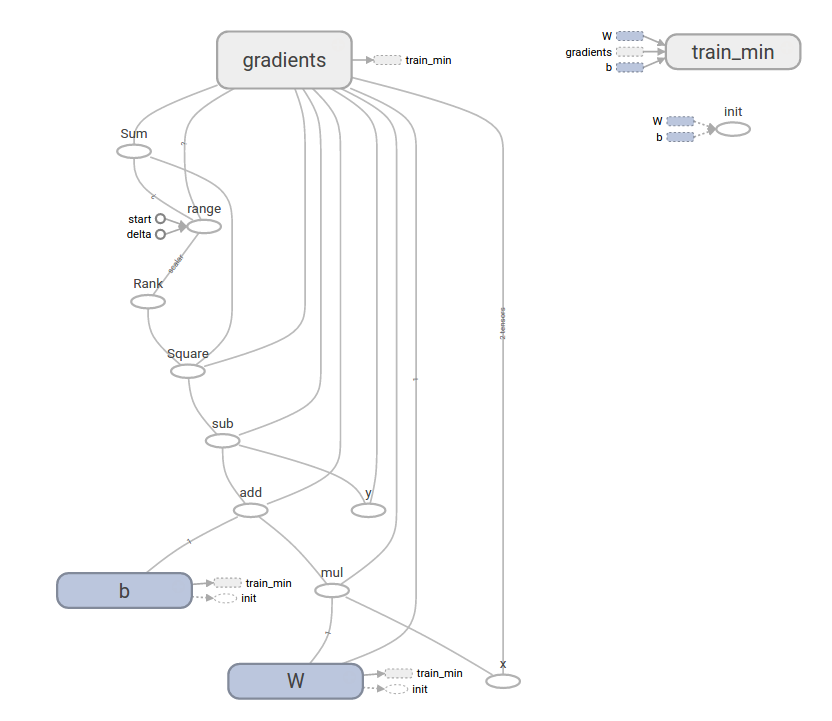 gradients
train_min
W
gradients
b
train_min
init
W
b
Sum
range
start
delta
scalar
Rank
2 tensors
Square
1
sub
add
y
mul
b
train_min
init
x
W
train_min
init